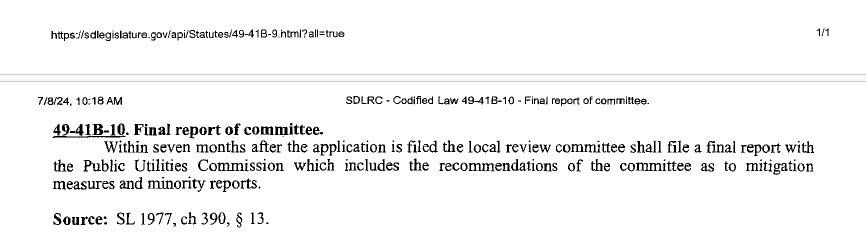 https://sdlegislature.gov/api/Statutes/49-41B-9.html?all=true
1/1
7/8/24, 10:18 AM
SDLRC - Codified Law 49-41B-10 - Final report of committee.
49-41B-10. Final report of committee.
Within seven months after the application is filed the local review committee shall file a final report with
the Public Utilities Commission which includes the recommendations of the committee as to mitigation
measures and minority reports.
Source: SL 1977, ch 390, § 13.